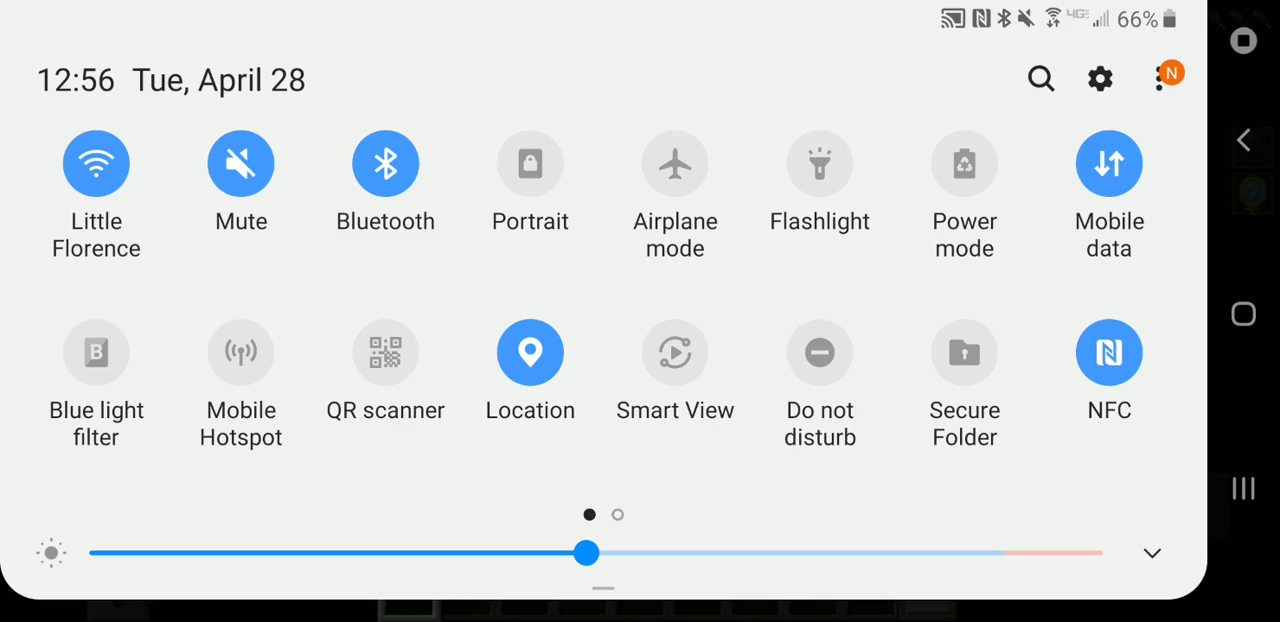 4GE 66%
12:56 Tue, April 28
N
Little Florence
Mute
Bluetooth
Portrait
Airplane mode
Flashlight
Power mode
Mobile data
B
Blue light filter
Mobile Hotspot
QR scanner
Location
Smart View
Do not disturb
Secure Folder
NFC